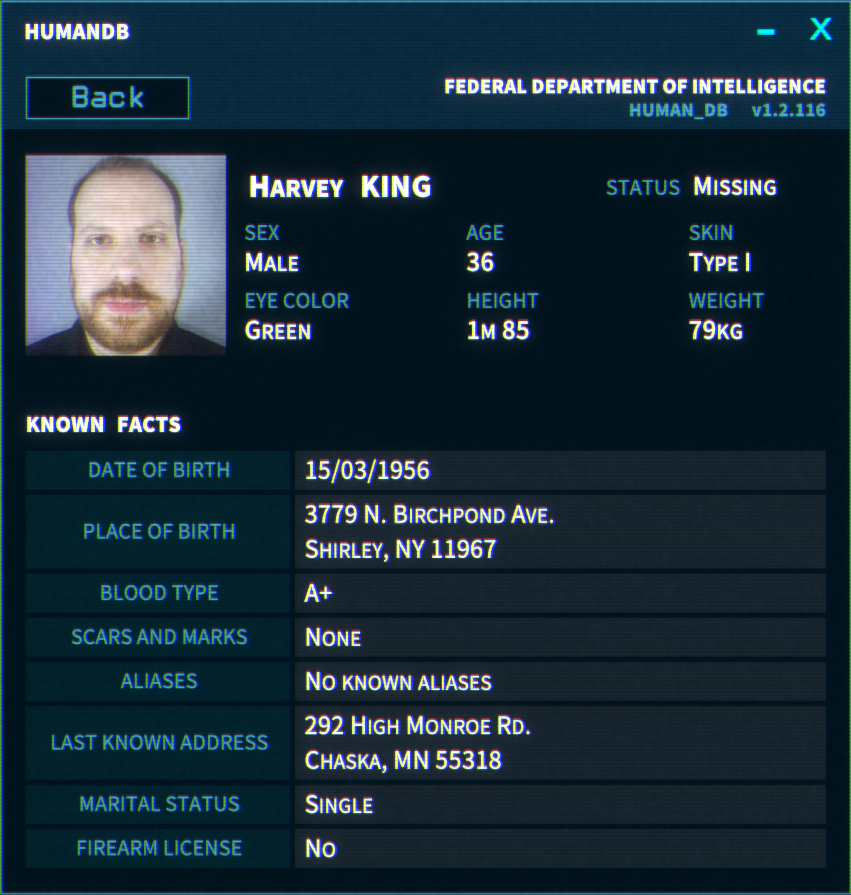 HUMANDB
– X
Back
FEDERAL DEPARTMENT OF INTELLIGENCE
HUMAN_DB v1.2.116
HARVEY KING
STATUS MISSING
SEX AGE SKIN
MALE 36 TYPE I
EYE COLOR HEIGHT WEIGHT
GREEN 1M 85 79KG
KNOWN FACTS
DATE OF BIRTH 15/03/1956
PLACE OF BIRTH 3779 N. BIRCHPOND AVE.
SHIRLEY, NY 11967
BLOOD TYPE A+
SCARS AND MARKS NONE
ALIASES NO KNOWN ALIASES
LAST KNOWN ADDRESS 292 HIGH MONROE RD.
CHASKA, MN 55318
MARITAL STATUS SINGLE
FIREARM LICENSE NO